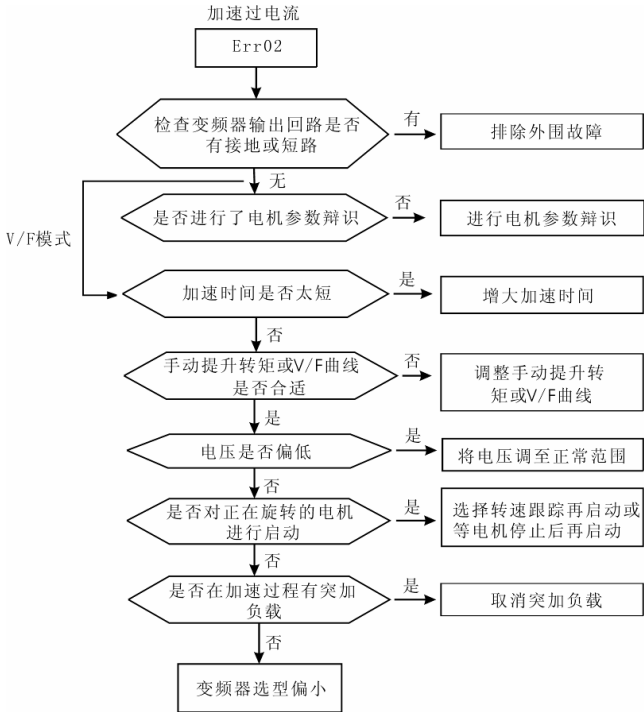 加速过电流
Err02
检查变频器输出回路是否
有接地或短路
有
排除外围故障
无
是否进行了电机参数辩识
否
进行电机参数辩识
V/F模式
加速时间是否太短
是
增大加速时间
否
手动提升转矩或V/F曲线
是否合适
否
调整手动提升转
矩或V/F曲线
是
电压是否偏低
是
将电压调至正常范围
否
是否对正在旋转的电机
进行启动
是
选择转速跟踪再启动或
等电机停止后再启动
否
是否在加速过程有突加
负载
是
取消突加负载
否
变频器选型偏小